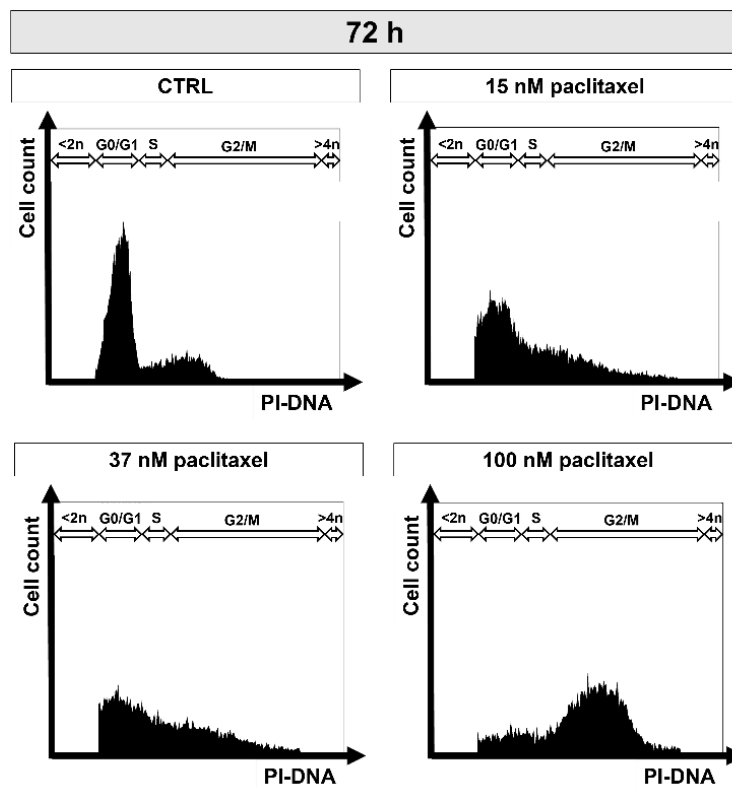 72 h
CTRL
15 nM paclitaxel
Cell count
<2n G0/G1 S G2/M >4n
PI-DNA
Cell count
<2n G0/G1 S G2/M >4n
PI-DNA
37 nM paclitaxel
100 nM paclitaxel
Cell count
<2n G0/G1 S G2/M >4n
PI-DNA
Cell count
<2n G0/G1 S G2/M >4n
PI-DNA